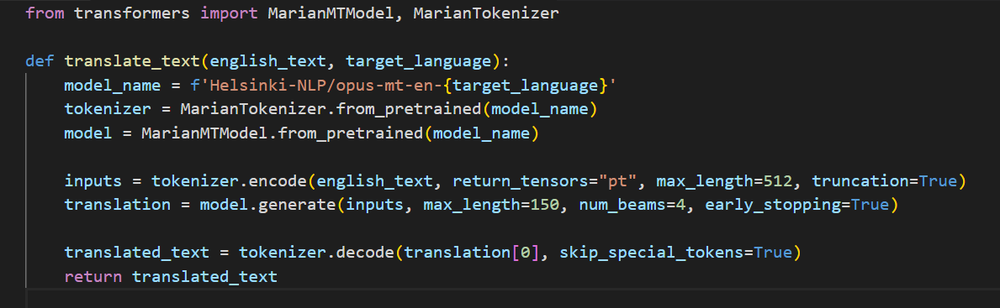 from transformers import MarianMTModel, MarianTokenizer
def translate_text(english_text, target_language):
    model_name = f'Helsinki-NLP/opus-mt-en-{target_language}'
    tokenizer = MarianTokenizer.from_pretrained(model_name)
    model = MarianMTModel.from_pretrained(model_name)
    inputs = tokenizer.encode(english_text, return_tensors="pt", max_length=512, truncation=True)
    translation = model.generate(inputs, max_length=150, num_beams=4, early_stopping=True)
    translated_text = tokenizer.decode(translation[0], skip_special_tokens=True)
    return translated_text